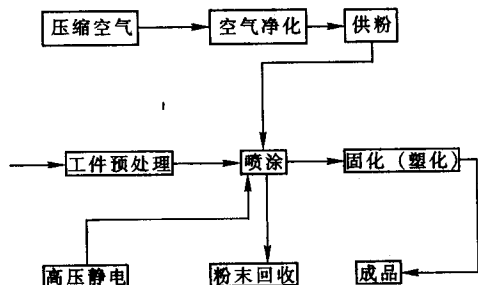 压缩空气
空气净化
供粉
工件预处理
喷涂
固化（塑化）
高压静电
粉末回收
成品